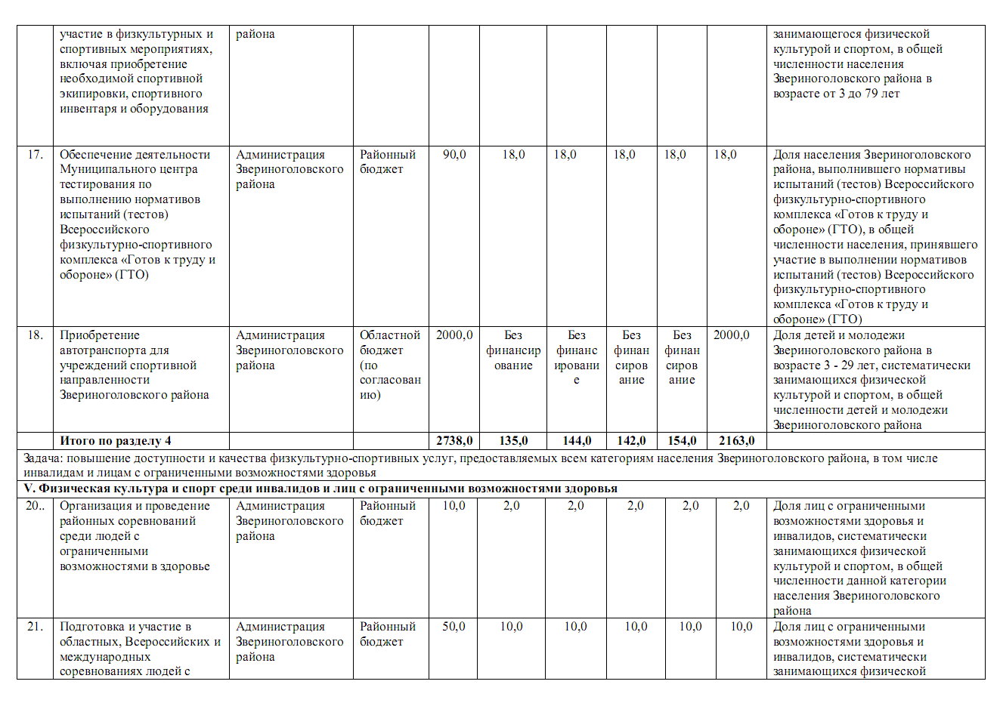 участие в физкультурных и
спортивных мероприятиях,
включая приобретение
необходимой спортивной
экипировки, спортивного
инвентаря и оборудования
района
занимающегося физической
культурой и спортом, в общей
численности населения
Звериноголовского района в
возрасте от 3 до 79 лет
17.
Обеспечение деятельности
Муниципального центра
тестирования по
выполнению нормативов
испытаний (тестов)
Всероссийского
физкультурно-спортивного
комплекса «Готов к труду и
обороне» (ГТО)
Администрация
Звериноголовского
района
Районный
бюджет
90,0
18,0
18,0
18,0
18,0
18,0
Доля населения Звериноголовского
района, выполнившего нормативы
испытаний (тестов) Всероссийского
физкультурно-спортивного
комплекса «Готов к труду и
обороне» (ГТО), в общей
численности населения, принявшего
участие в выполнении нормативов
испытаний (тестов) Всероссийского
физкультурно-спортивного
комплекса «Готов к труду и
обороне» (ГТО)
18.
Приобретение
автотранспорта для
учреждений спортивной
направленности
Звериноголовского района
Администрация
Звериноголовского
района
Областной
бюджет
(по
согласован
ию)
2000,0
Без
финансир
ование
Без
финанс
ировани
е
Без
финан
сиров
ание
Без
финан
сиров
ание
2000,0
Доля детей и молодежи
Звериноголовского района в
возрасте 3 - 29 лет, систематически
занимающихся физической
культурой и спортом, в общей
численности детей и молодежи
Звериноголовского района
Итого по разделу 4
2738,0
135,0
144,0
142,0
154,0
2163,0
Задача: повышение доступности и качества физкультурно-спортивных услуг, предоставляемых всем категориям населения Звериноголовского района, в том числе
инвалидам и лицам с ограниченными возможностями здоровья
V. Физическая культура и спорт среди инвалидов и лиц с ограниченными возможностями здоровья
20..
Организация и проведение
районных соревнований
среди людей с
ограниченными
возможностями в здоровье
Администрация
Звериноголовского
района
Районный
бюджет
10,0
2,0
2,0
2,0
2,0
2,0
Доля лиц с ограниченными
возможностями здоровья и
инвалидов, систематически
занимающихся физической
культурой и спортом, в общей
численности данной категории
населения Звериноголовского
района
21.
Подготовка и участие в
областных, Всероссийских и
международных
соревнованиях людей с
Администрация
Звериноголовского
района
Районный
бюджет
50,0
10,0
10,0
10,0
10,0
10,0
Доля лиц с ограниченными
возможностями здоровья и
инвалидов, систематически
занимающихся физической